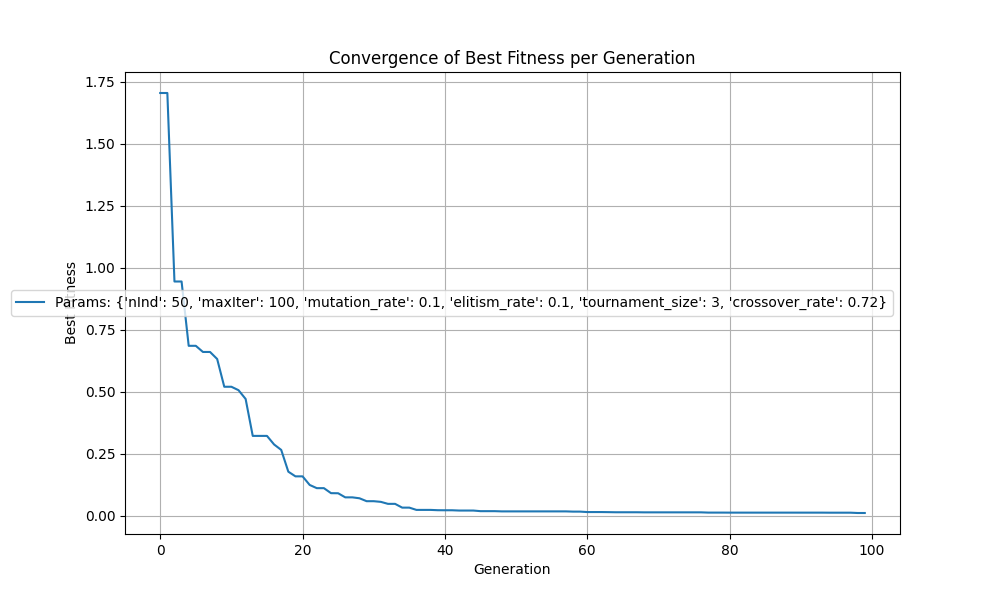 Convergence of Best Fitness per Generation
1.75
1.50
1.25
1.00
0.75
0.50
0.25
0.00
Best Fitness
Params: {'nInd': 50, 'maxIter': 100, 'mutation_rate': 0.1, 'elitism_rate': 0.1, 'tournament_size': 3, 'crossover_rate': 0.72}
0 20 40 60 80 100
Generation